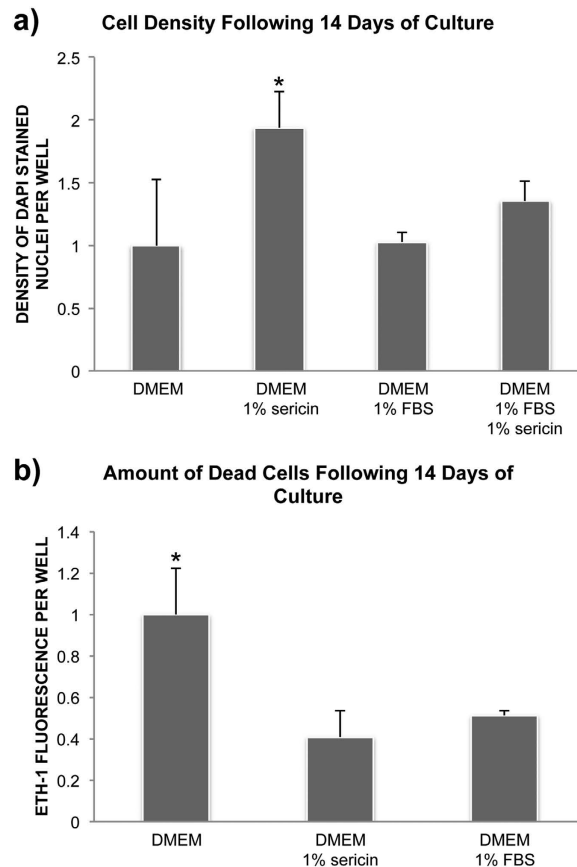 a)
Cell Density Following 14 Days of Culture
DENSITY OF DAPI STAINED
NUCLEI PER WELL
2.5
2
1.5
1
0.5
0
*
DMEM
DMEM
1% sericin
DMEM
1% FBS
DMEM
1% FBS
1% sericin
b)
Amount of Dead Cells Following 14 Days of
Culture
ETH-1 FLUORESCENCE PER WELL
1.4
1.2
1
0.8
0.6
0.4
0.2
0
*
DMEM
DMEM
1% sericin
DMEM
1% FBS